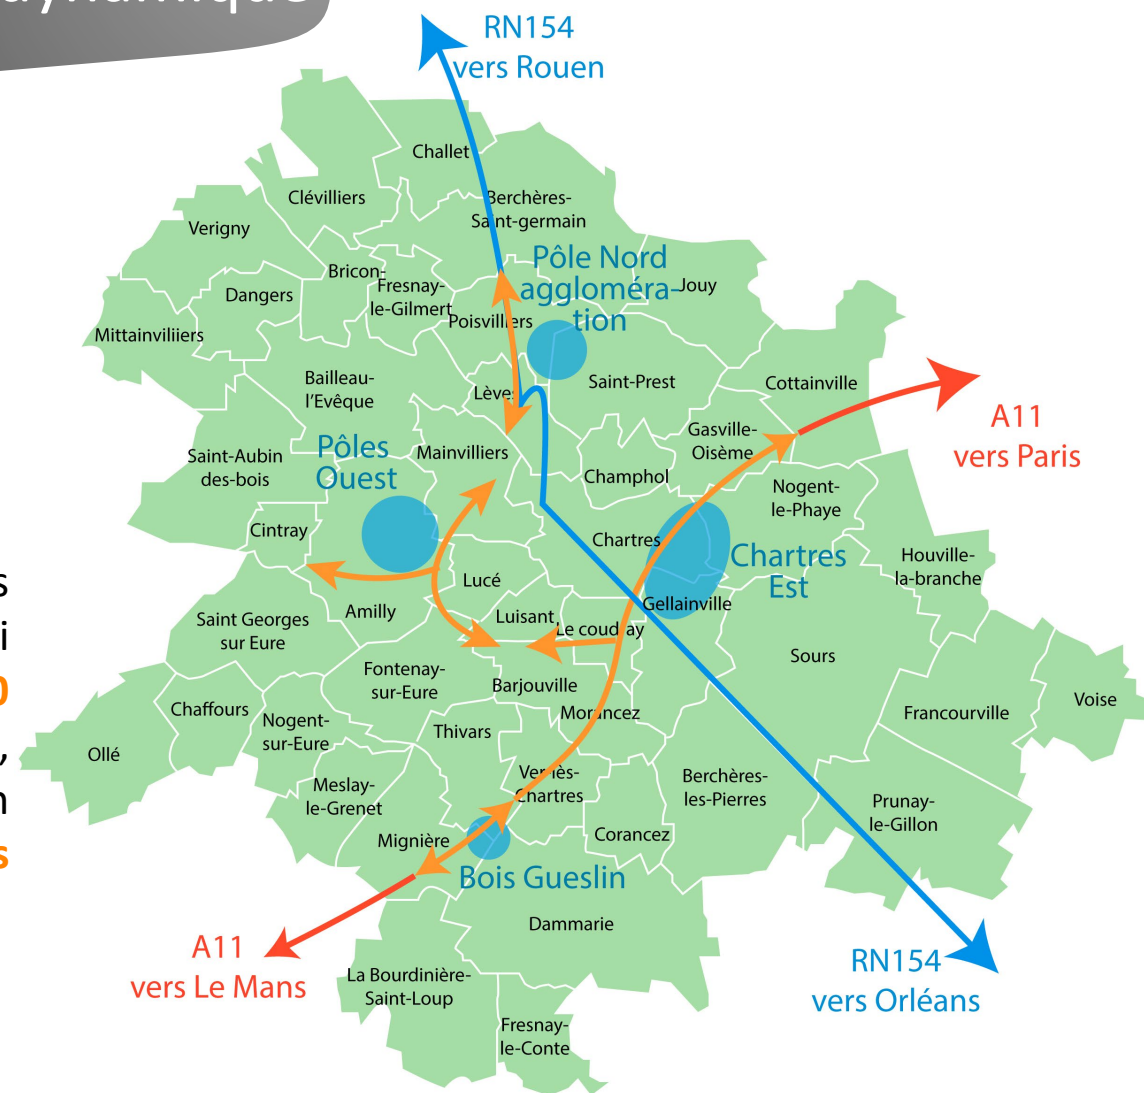 RN154
vers Rouen
Challet
Clévilliers
Berchères-
Saint-germain
Verigny
Pôle Nord
aggloméra-
tion
Bricon-
Fresnay-
le-Gilmert
Jouy
Dangers
Poisvilliers
Mittainviliiers
Bailleau-
l'Evêque
Saint-Prest
Cottainville
Lèves
A11
vers Paris
Gasville-
Oisème
Saint-Aubin
des-bois
Pôles
Ouest
Mainvilliers
Champhol
Nogent-
le-Phaye
Cintray
Chartres
Chartres
Est
Houville-
la-branche
Lucé
Gellainville
Saint Georges
sur Eure
Amilly
Luisant
Le coudray
Sours
Fontenay-
sur-Eure
Barjouville
Voise
Chaffours
Morancez
Francourville
Nogent-
sur-Eure
Thivars
Ollé
Meslay-
le-Grenet
Ver-lès-
Chartres
Berchères-
les-Pierres
Prunay-
le-Gillon
Mignière
Corancez
Bois Gueslin
Dammarie
A11
vers Le Mans
RN154
vers Orléans
La Bourdinière-
Saint-Loup
Fresnay-
le-Conte